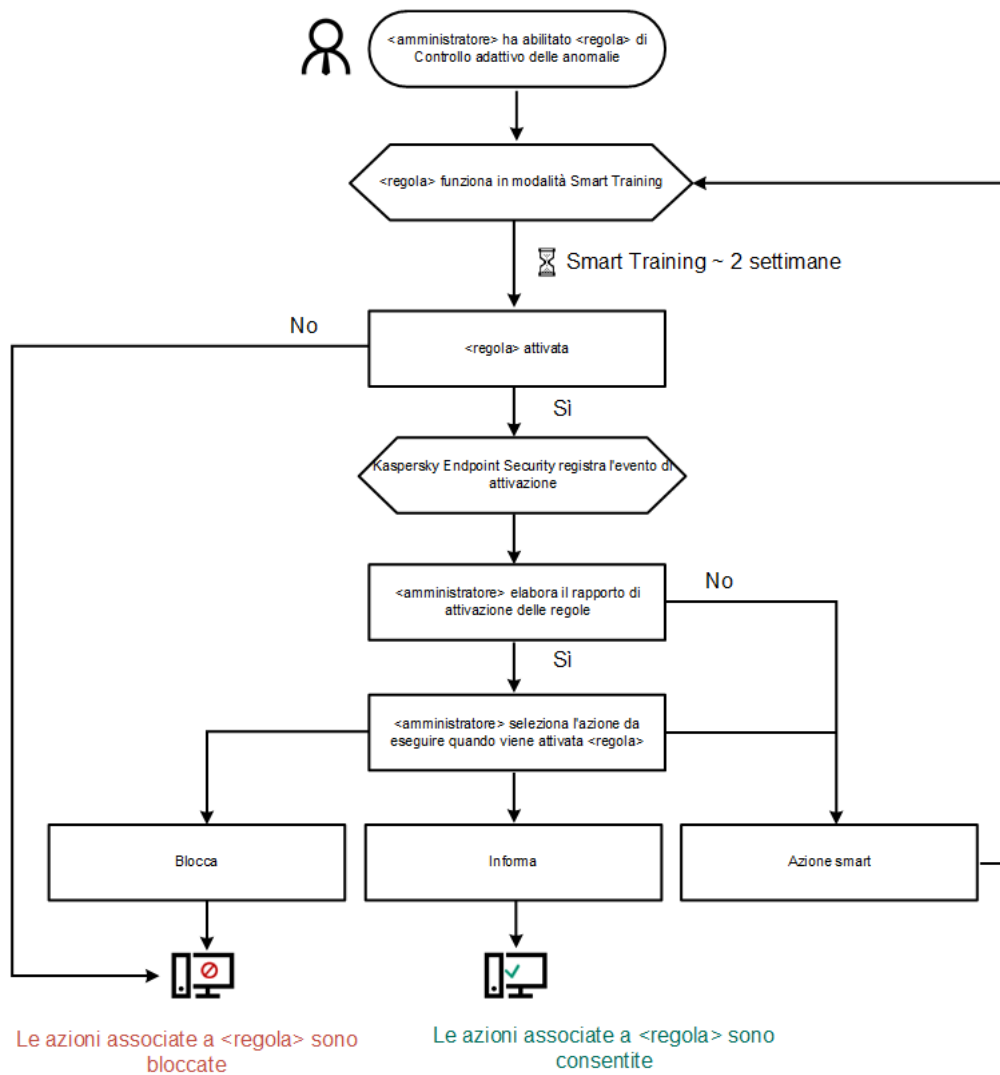 <amministratore> ha abilitato <regola> di
Controllo adattivo delle anomalie
<regola> funziona in modalità Smart Training
Smart Training ~ 2 settimane
No
<regola> attivata
Sì
Kaspersky Endpoint Security registra l'evento di
attivazione
<amministratore> elabora il rapporto di
attivazione delle regole
No
Sì
<amministratore> seleziona l'azione da
eseguire quando viene attivata <regola>
Blocca
Informa
Azione smart
Le azioni associate a <regola> sono
bloccate
Le azioni associate a <regola> sono
consentite